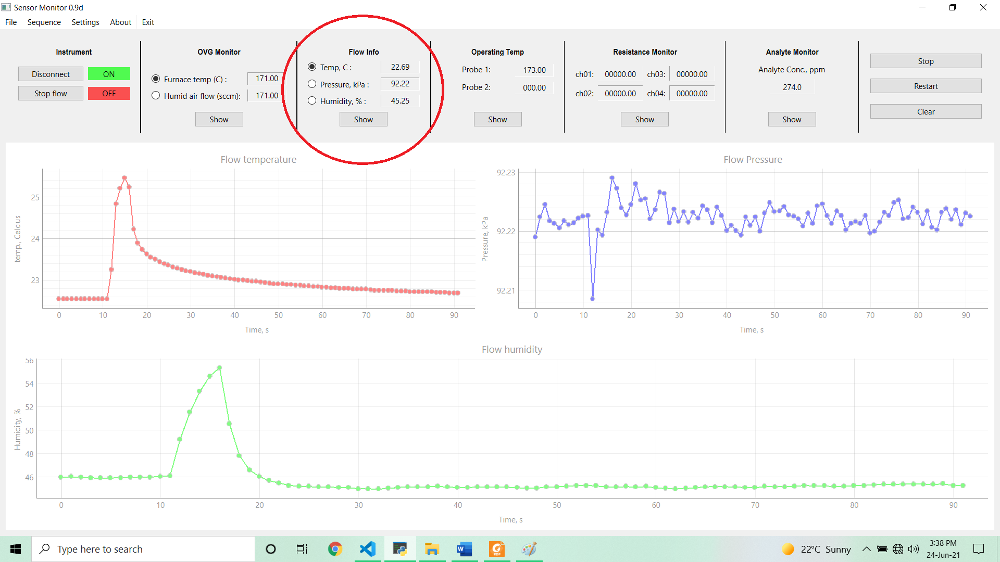 Sensor Monitor 0.9d
File Sequence Settings About Exit
Instrument
Disconnect ON
Stop flow OFF
OVG Monitor
Furnace temp (C) : 171.00
Humid air flow (sccm): 171.00
Show
Flow Info
Temp, C : 22.69
Pressure, kPa : 92.22
Humidity, % : 45.25
Show
Operating Temp
Probe 1: 173.00
Probe 2: 000.00
Show
Resistance Monitor
ch01: 00000.00 ch03: 00000.00
ch02: 00000.00 ch04: 00000.00
Show
Analyte Monitor
Analyte Conc., ppm
274.0
Show
Stop
Restart
Clear
Flow temperature
temp., Celcius
25
24
23
0 10 20 30 40 50 60 70 80 90
Time, s
Flow Pressure
Pressure, kPa
92.23
92.22
92.21
0 10 20 30 40 50 60 70 80 90
Time, s
Flow humidity
Humidity, %
56
54
52
50
48
46
0 10 20 30 40 50 60 70 80 90
Time, s
Type here to search
W
PDF
22°C Sunny
3:38 PM
24-Jun-21